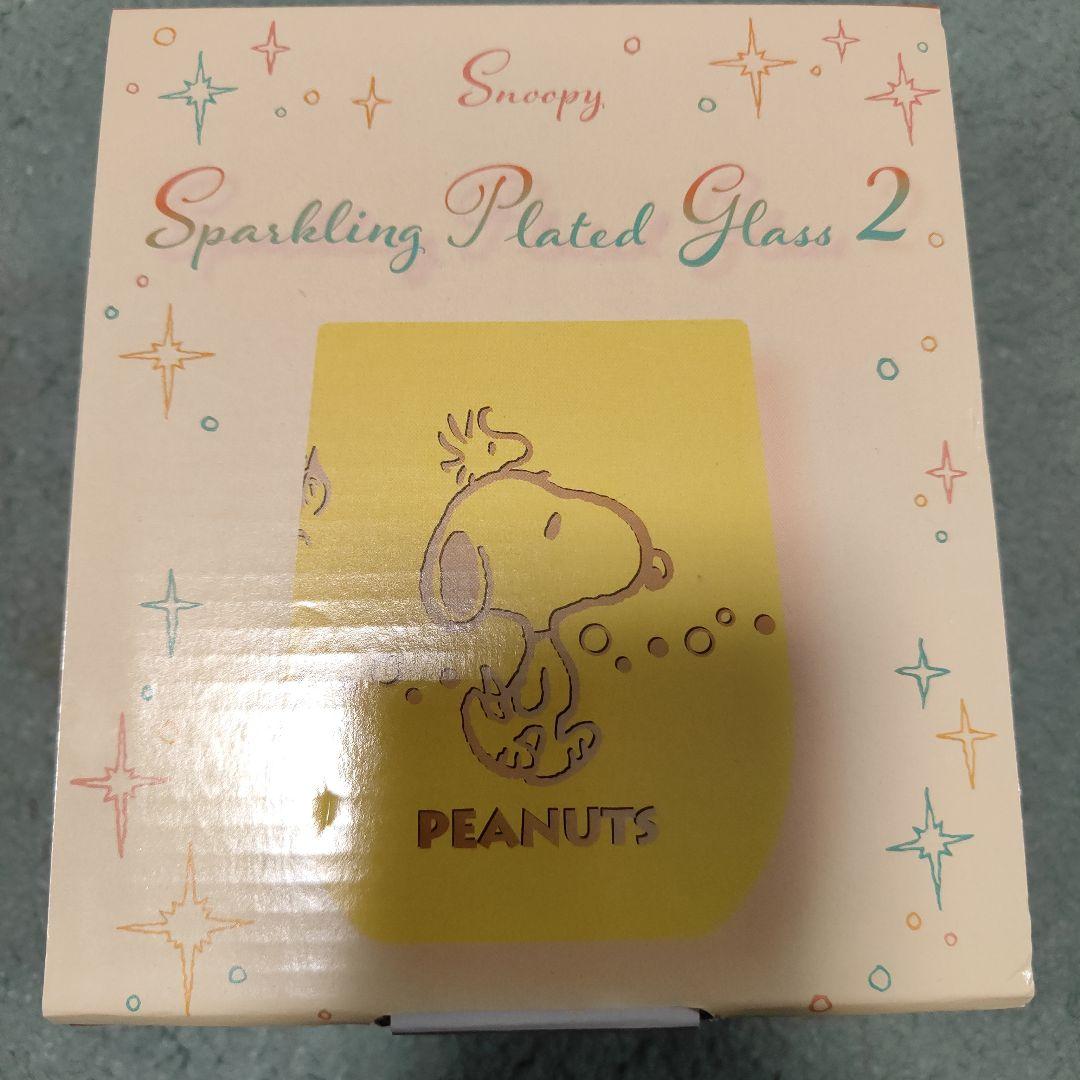 Snoopy
Sparkling Plated Glass 2
PEANUTS